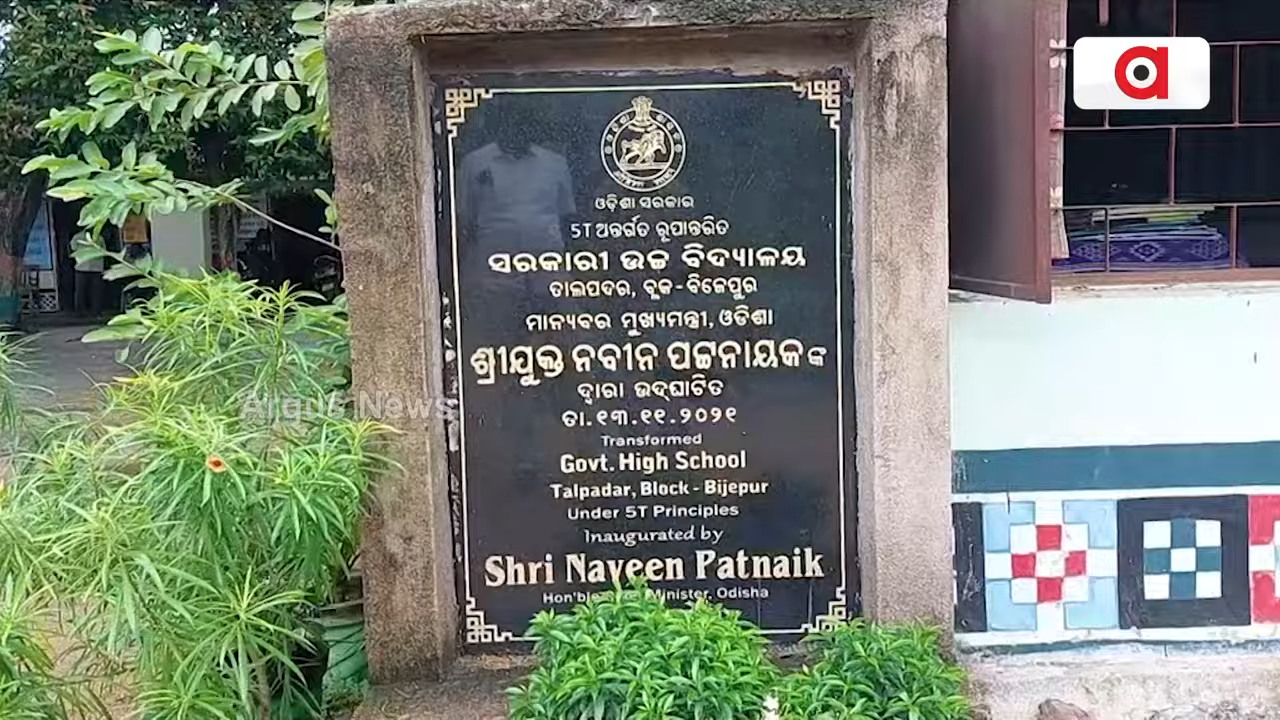 ଓଡ଼ିଶା ସରକାର
5T ଅନ୍ତର୍ଗତ ରୂପାନ୍ତରିତ
ସରକାରୀ ଉଚ୍ଚ ବିଦ୍ୟାଳୟ
ତାଲପଦର, ବ୍ଲକ - ବିଜେପୁର
ମାନ୍ୟବର ମୁଖ୍ୟମନ୍ତ୍ରୀ, ଓଡିଶା
ଶ୍ରୀଯୁକ୍ତ ନବୀନ ପଟ୍ଟନାୟକଙ୍କ
ଦ୍ୱାରା ଉଦ୍‌ଘାଟିତ
ତା. ୧୩.୧୧.୨୦୨୧
Transformed
Govt. High School
Talpadar, Block - Bijepur
Under 5T Principles
Inaugurated by
Shri Naveen Patnaik
Hon'ble Minister, Odisha
Argus News
a